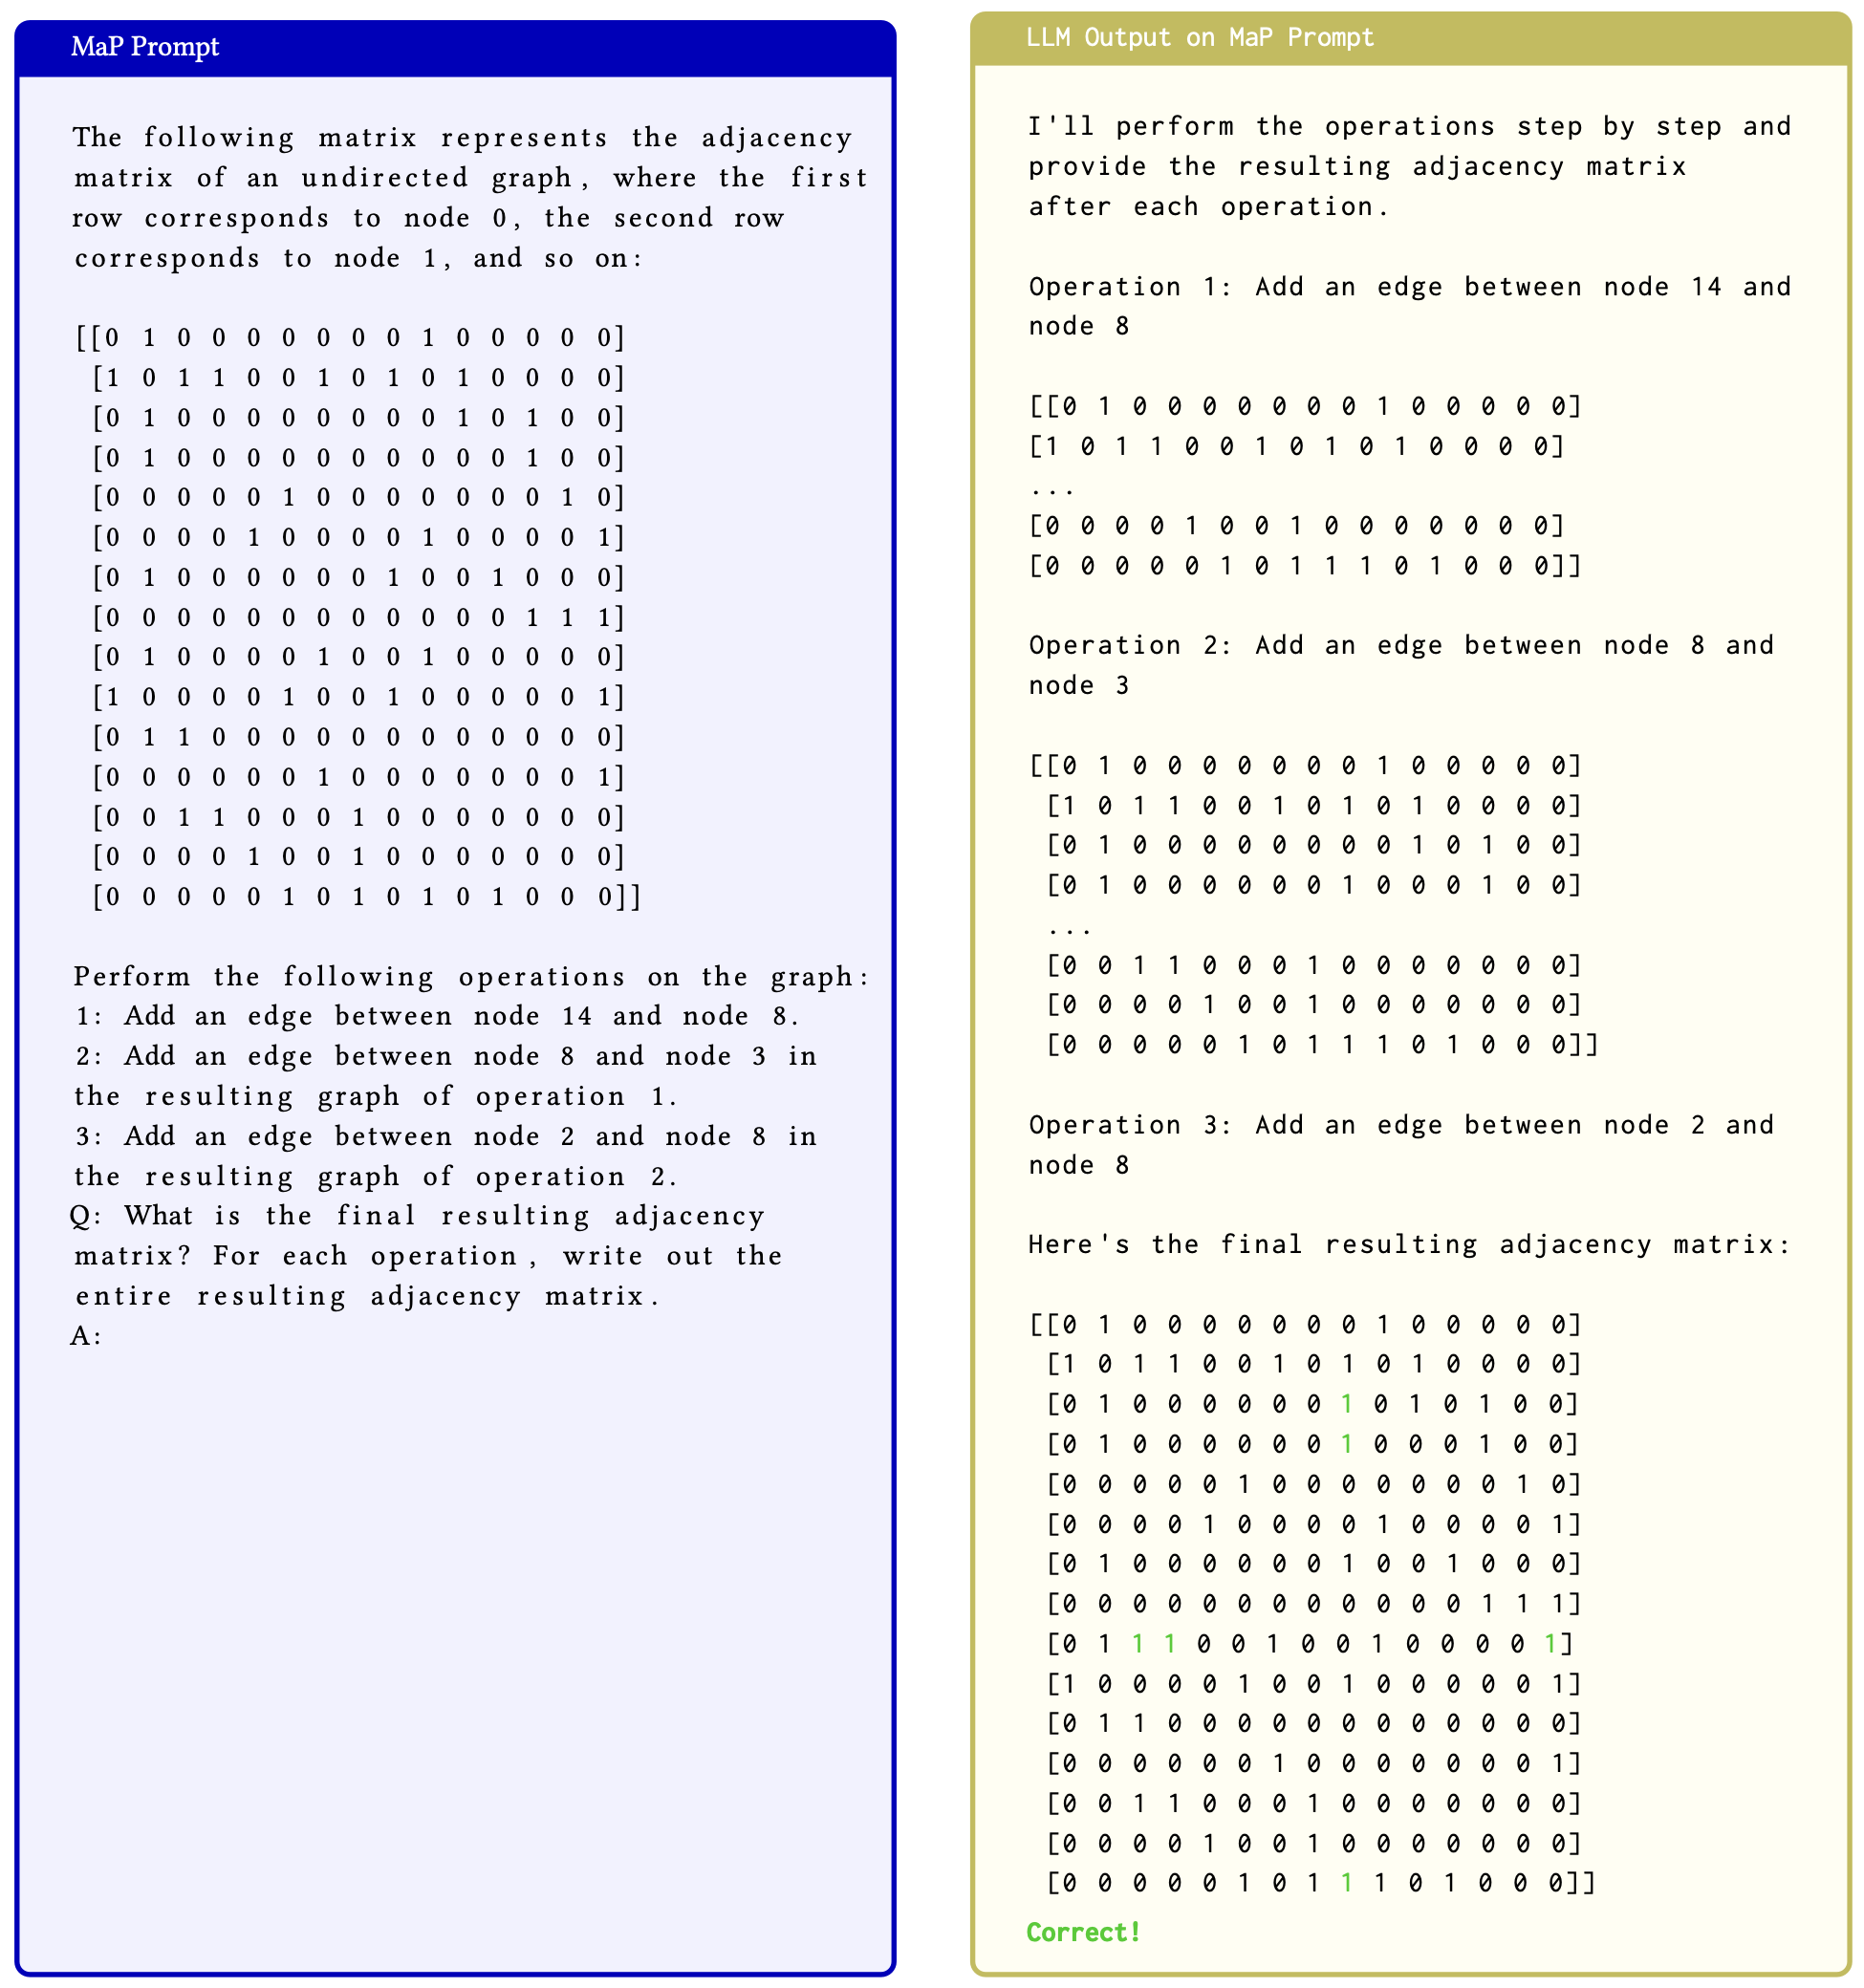 MaP Prompt
The following matrix represents the adjacency
matrix of an undirected graph, where the first
row corresponds to node 0, the second row
corresponds to node 1, and so on:
[[0 1 0 0 0 0 0 0 0 1 0 0 0 0 0]
[1 0 1 1 0 0 1 0 1 0 1 0 0 0 0]
[0 1 0 0 0 0 0 0 0 0 1 0 1 0 0]
[0 1 0 0 0 0 0 0 0 0 0 0 1 0 0]
[0 0 0 0 0 1 0 0 0 0 0 0 0 1 0]
[0 0 0 0 1 0 0 0 0 1 0 0 0 0 1]
[0 1 0 0 0 0 0 0 1 0 0 1 0 0 0]
[0 0 0 0 0 0 0 0 0 0 0 0 1 1 1]
[0 1 0 0 0 0 1 0 0 1 0 0 0 0 0]
[1 0 0 0 0 1 0 0 1 0 0 0 0 0 1]
[0 1 1 0 0 0 0 0 0 0 0 0 0 0 0]
[0 0 0 0 0 0 1 0 0 0 0 0 0 0 1]
[0 0 1 1 0 0 0 1 0 0 0 0 0 0 0]
[0 0 0 0 1 0 0 1 0 0 0 0 0 0 0]
[0 0 0 0 0 1 0 1 0 1 0 1 0 0 0]]
Perform the following operations on the graph:
1: Add an edge between node 14 and node 8.
2: Add an edge between node 8 and node 3 in
the resulting graph of operation 1.
3: Add an edge between node 2 and node 8 in
the resulting graph of operation 2.
Q: What is the final resulting adjacency
matrix? For each operation, write out the
entire resulting adjacency matrix.
A:
LLM Output on MaP Prompt
I'll perform the operations step by step and
provide the resulting adjacency matrix
after each operation.
Operation 1: Add an edge between node 14 and
node 8
[[0 1 0 0 0 0 0 0 0 1 0 0 0 0 0]
[1 0 1 1 0 0 1 0 1 0 1 0 0 0 0]
...
[0 0 0 0 1 0 0 1 0 0 0 0 0 0 0]
[0 0 0 0 0 1 0 1 1 1 0 1 0 0 0]]
Operation 2: Add an edge between node 8 and
node 3
[[0 1 0 0 0 0 0 0 0 1 0 0 0 0 0]
[1 0 1 1 0 0 1 0 1 0 1 0 0 0 0]
[0 1 0 0 0 0 0 0 0 0 1 0 1 0 0]
[0 1 0 0 0 0 0 0 1 0 0 0 1 0 0]
...
[0 0 1 1 0 0 0 1 0 0 0 0 0 0 0]
[0 0 0 0 1 0 0 1 0 0 0 0 0 0 0]
[0 0 0 0 0 1 0 1 1 1 0 1 0 0 0]]
Operation 3: Add an edge between node 2 and
node 8
Here's the final resulting adjacency matrix:
[[0 1 0 0 0 0 0 0 0 1 0 0 0 0 0]
[1 0 1 1 0 0 1 0 1 0 1 0 0 0 0]
[0 1 0 0 0 0 0 0 1 0 1 0 1 0 0]
[0 1 0 0 0 0 0 0 1 0 0 0 1 0 0]
[0 0 0 0 0 1 0 0 0 0 0 0 0 1 0]
[0 0 0 0 1 0 0 0 0 1 0 0 0 0 1]
[0 1 0 0 0 0 0 0 1 0 0 1 0 0 0]
[0 0 0 0 0 0 0 0 0 0 0 0 1 1 1]
[0 1 1 1 0 0 1 0 0 1 0 0 0 0 1]
[1 0 0 0 0 1 0 0 1 0 0 0 0 0 1]
[0 1 1 0 0 0 0 0 0 0 0 0 0 0 0]
[0 0 0 0 0 0 1 0 0 0 0 0 0 0 1]
[0 0 1 1 0 0 0 1 0 0 0 0 0 0 0]
[0 0 0 0 1 0 0 1 0 0 0 0 0 0 0]
[0 0 0 0 0 1 0 1 1 1 0 1 0 0 0]]
Correct!